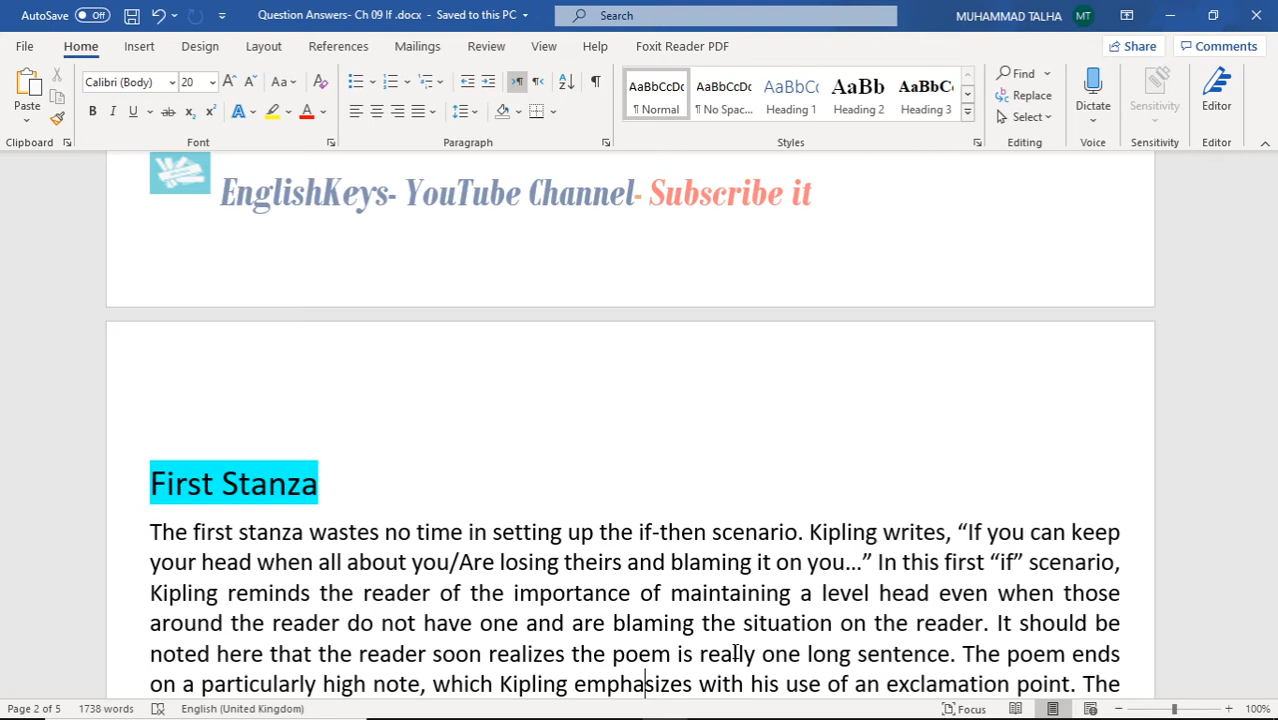 AutoSave Off Question Answers- Ch 09 If .docx - Saved to this PC Search MUHAMMAD TALHA MT
File Home Insert Design Layout References Mailings Review View Help Foxit Reader PDF Share Comments
Paste Calibri (Body) 20 Aa AaBbCcDc AaBbCcDc AaBbCc AaBb AaBbC Find Replace Select Dictate Sensitivity Editor
B I U ab x₂ x² A A ¶ Normal ¶ No Spac... Heading 1 Heading 2 Heading 3
Clipboard Font Paragraph Styles Editing Voice Sensitivity Editor
EnglishKeys- YouTube Channel- Subscribe it
First Stanza
The first stanza wastes no time in setting up the if-then scenario. Kipling writes, “If you can keep
your head when all about you/Are losing theirs and blaming it on you…” In this first “if” scenario,
Kipling reminds the reader of the importance of maintaining a level head even when those
around the reader do not have one and are blaming the situation on the reader. It should be
noted here that the reader soon realizes the poem is really one long sentence. The poem ends
on a particularly high note, which Kipling emphasizes with his use of an exclamation point. The
Page 2 of 5 1738 words English (United Kingdom) Focus 100%